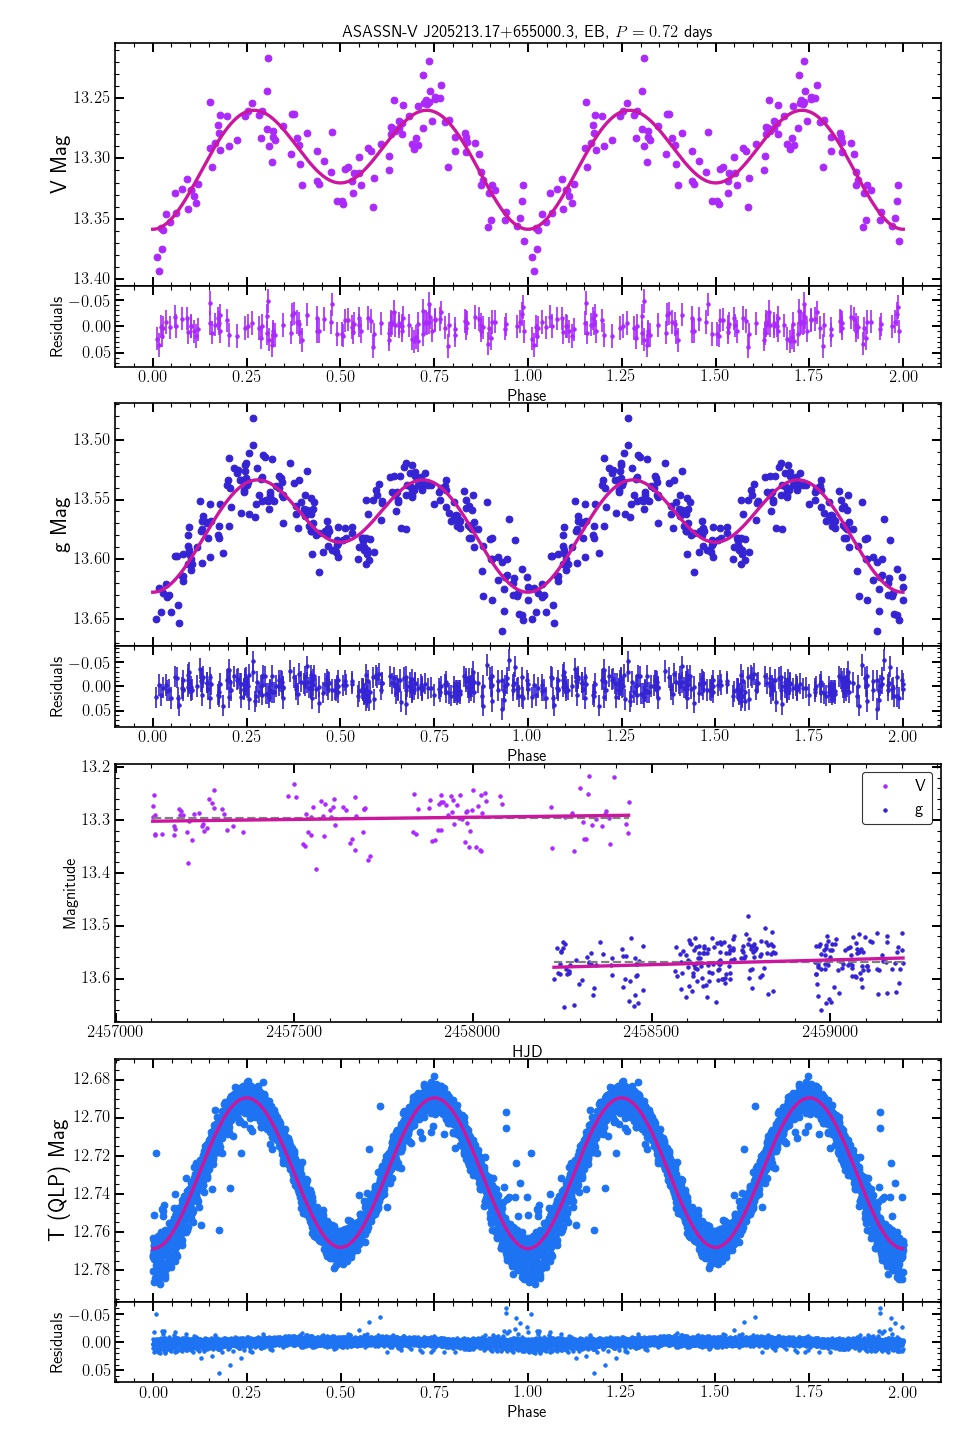 ASASSN-V J205213.17+655000.3, EB, P = 0.72 days
V Mag
13.25
13.30
13.35
13.40
Residuals
−0.05
0.00
0.05
0.00 0.25 0.50 0.75 1.00 1.25 1.50 1.75 2.00
Phase
g Mag
13.50
13.55
13.60
13.65
Residuals
−0.05
0.00
0.05
0.00 0.25 0.50 0.75 1.00 1.25 1.50 1.75 2.00
Phase
Magnitude
13.2
13.3
13.4
13.5
13.6
V
g
2457000 2457500 2458000 2458500 2459000
HJD
T (QLP) Mag
12.68
12.70
12.72
12.74
12.76
12.78
Residuals
−0.05
0.00
0.05
0.00 0.25 0.50 0.75 1.00 1.25 1.50 1.75 2.00
Phase